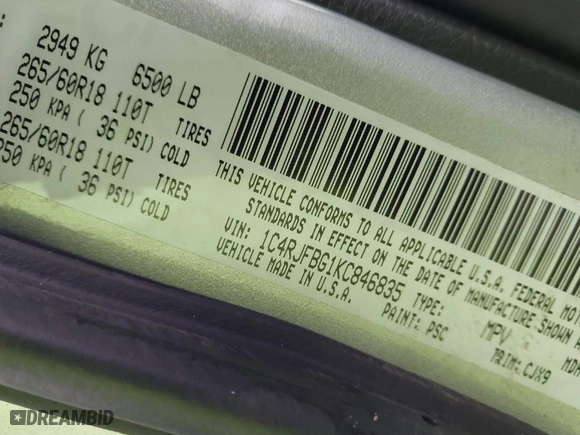 2949 KG 6500 LB
265/60R18 110T TIRES
250 KPA ( 36 PSI) COLD
265/60R18 110T TIRES
250 KPA ( 36 PSI) COLD
THIS VEHICLE CONFORMS TO ALL APPLICABLE U.S.A. FEDERAL MOT
STANDARDS IN EFFECT ON THE DATE OF MANUFACTURE SHOWN A
VIN: 1C4RJFBG1KC846835 TYPE: MPV MDH
VEHICLE MADE IN U.S.A. PAINT: PSC TRIM: CJX9
DREAMBID